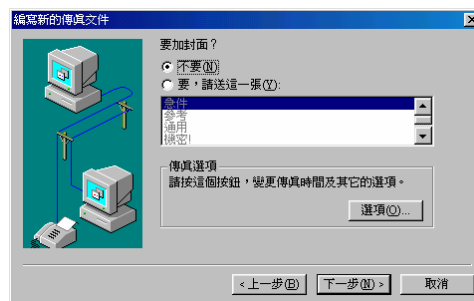 編寫新的傳真文件
要加封面？
不要(N)
要，請送這一張(Y):
急件
參考
通用
機密!
傳真選項
請按這個按鈕，變更傳真時間及其它的選項。
選項(O)...
<上一步(B) 下一步(N)> 取消